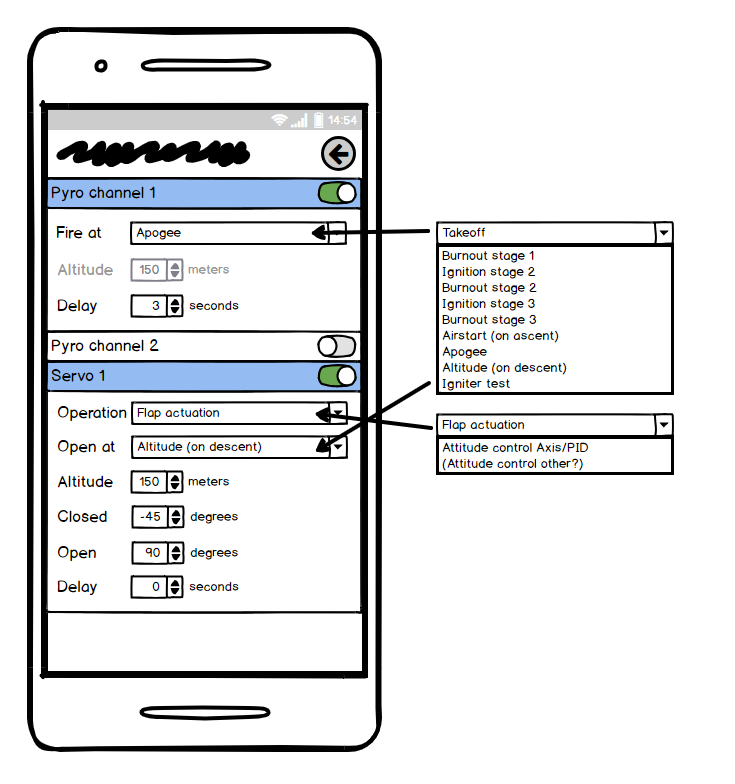 14:54
Pyro channel 1
Fire at Apogee
Altitude 150 meters
Delay 3 seconds
Pyro channel 2
Servo 1
Operation Flap actuation
Open at Altitude (on descent)
Altitude 150 meters
Closed -45 degrees
Open 90 degrees
Delay 0 seconds
Takeoff
Burnout stage 1
Ignition stage 2
Burnout stage 2
Ignition stage 3
Burnout stage 3
Airstart (on ascent)
Apogee
Altitude (on descent)
Igniter test
Flap actuation
Attitude control Axis/PID
(Attitude control other?)